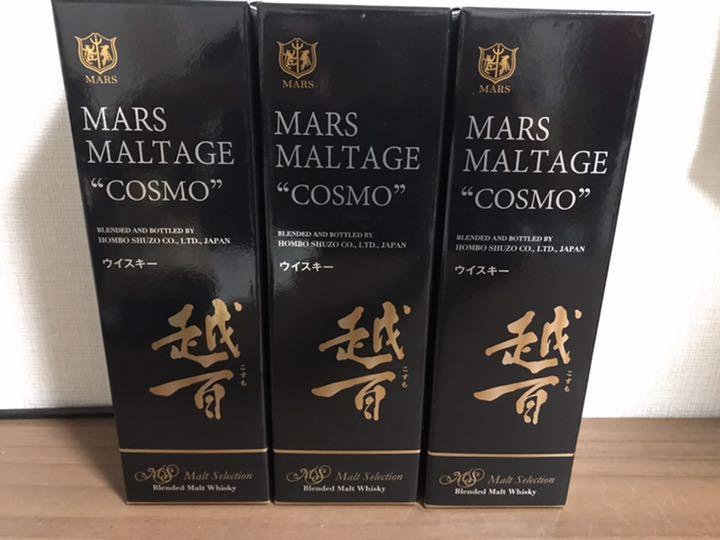 MARS
MARS
MALTAGE
“COSMO”
BLENDED AND BOTTLED BY
HOMBO SHUZO CO., LTD., JAPAN
ウイスキー
越百
こすも
MS Malt Selection
Blended Malt Whisky
MARS
MARS
MALTAGE
“COSMO”
BLENDED AND BOTTLED BY
HOMBO SHUZO CO., LTD., JAPAN
ウイスキー
越百
こすも
MS Malt Selection
Blended Malt Whisky
MARS
MARS
MALTAGE
“COSMO”
BLENDED AND BOTTLED BY
HOMBO SHUZO CO., LTD., JAPAN
ウイスキー
越百
こすも
MS Malt Selection
Blended Malt Whisky